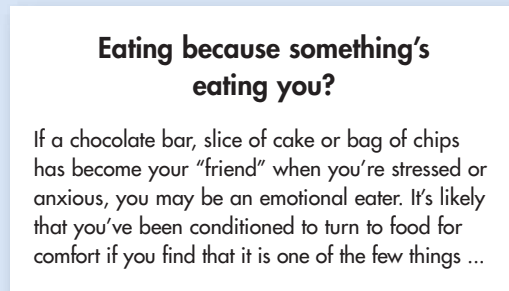 Eating because something's
eating you?
If a chocolate bar, slice of cake or bag of chips
has become your “friend” when you’re stressed or
anxious, you may be an emotional eater. It’s likely
that you’ve been conditioned to turn to food for
comfort if you find that it is one of the few things ...